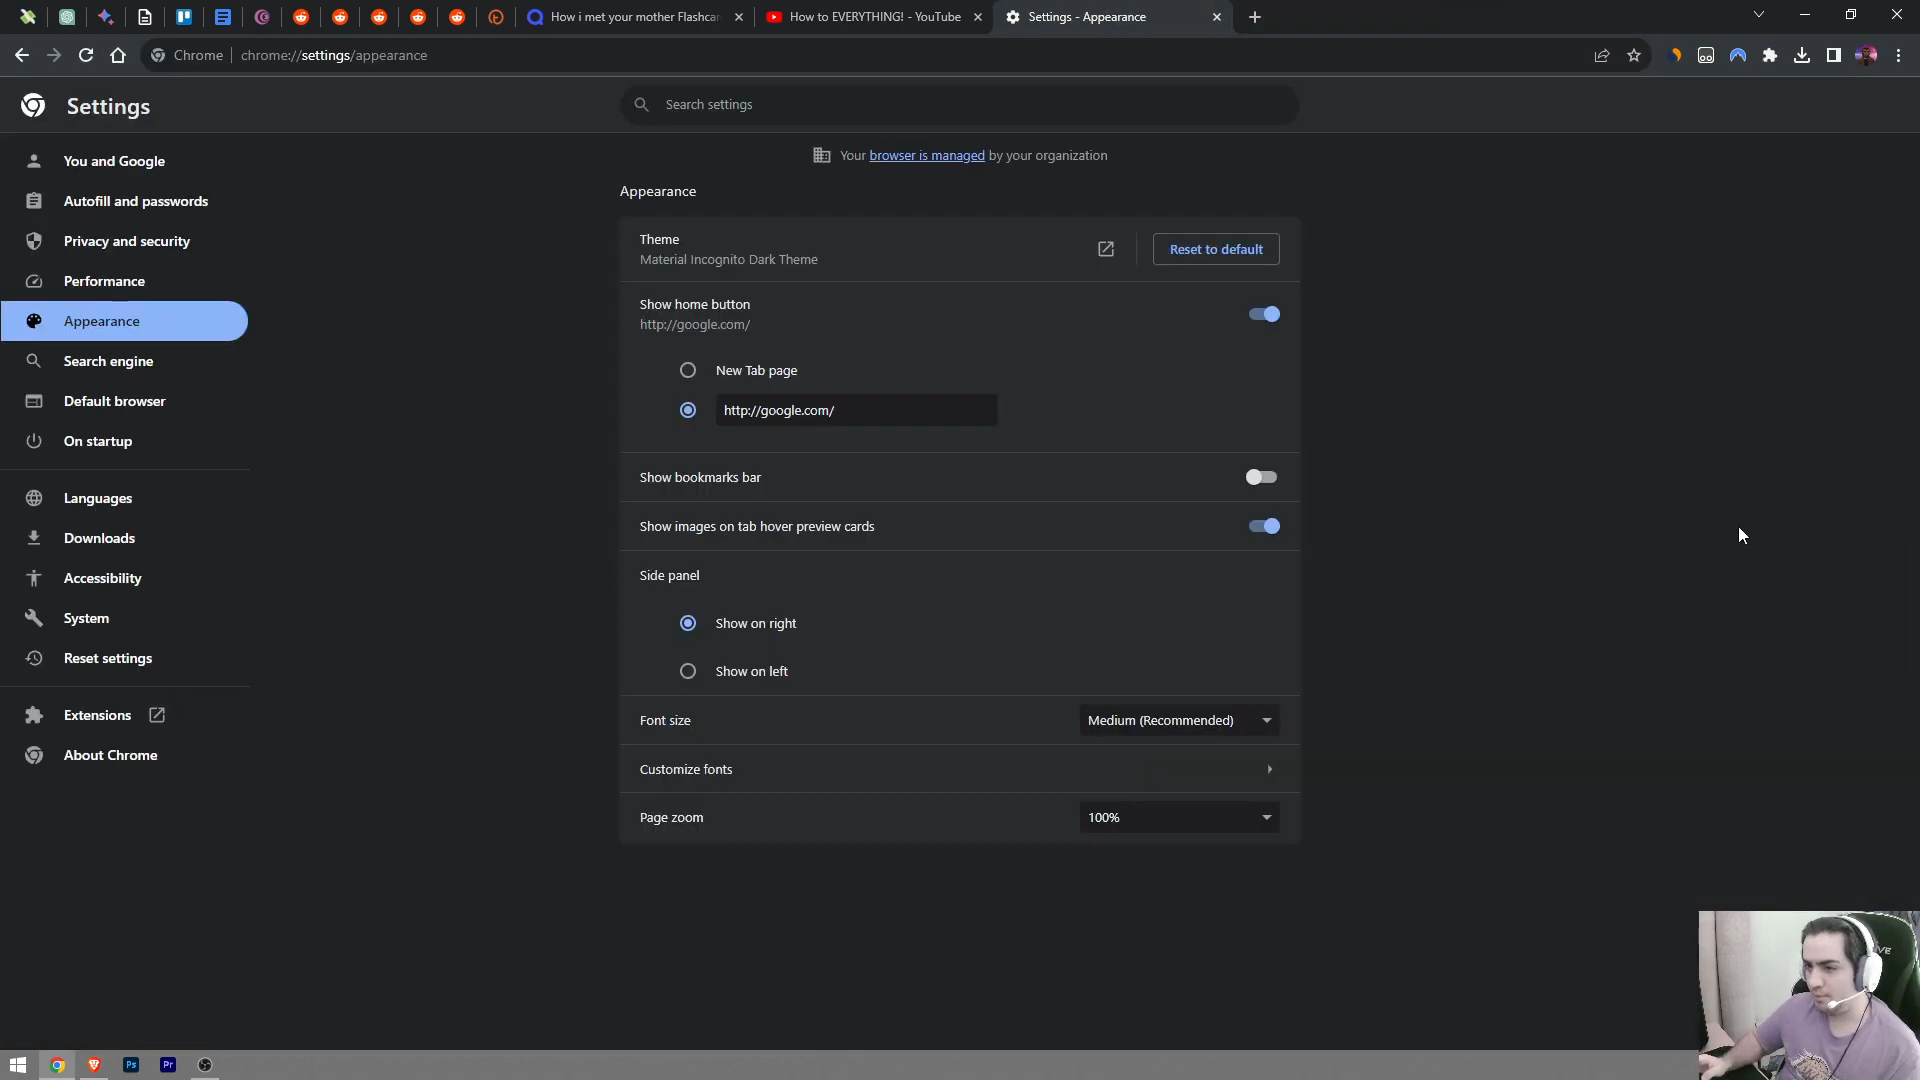 How i met your mother Flashcar
How to EVERYTHING! - YouTube
Settings - Appearance
Chrome
chrome://settings/appearance
Settings
Search settings
Your browser is managed by your organization
You and Google
Autofill and passwords
Privacy and security
Performance
Appearance
Search engine
Default browser
On startup
Languages
Downloads
Accessibility
System
Reset settings
Extensions
About Chrome
Appearance
Theme
Material Incognito Dark Theme
Reset to default
Show home button
http://google.com/
New Tab page
http://google.com/
Show bookmarks bar
Show images on tab hover preview cards
Side panel
Show on right
Show on left
Font size
Medium (Recommended)
Customize fonts
Page zoom
100%
Ps
Pr